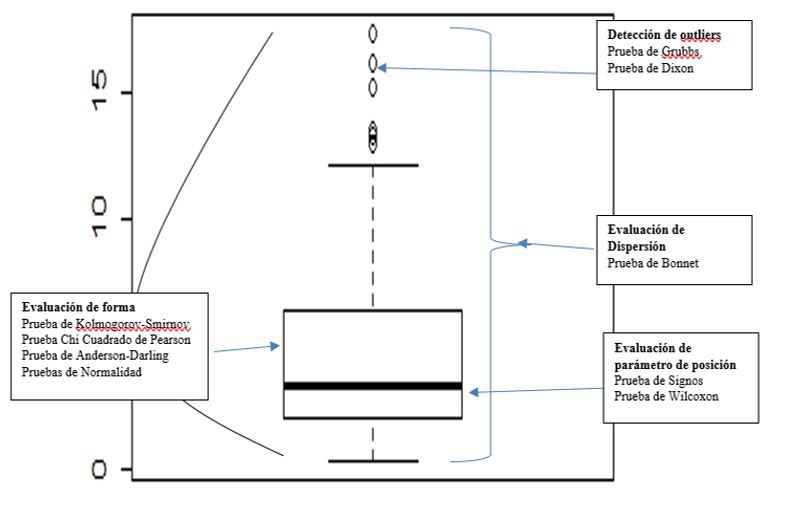 Detección de outliers
Prueba de Grubbs
Prueba de Dixon
15
10
Evaluación de
Dispersión
Prueba de Bonnet
Evaluación de forma
Prueba de Kolmogorov-Smirnov
Prueba Chi Cuadrado de Pearson
Prueba de Anderson-Darling
Pruebas de Normalidad
Evaluación de
parámetro de posición
Prueba de Signos
Prueba de Wilcoxon
0